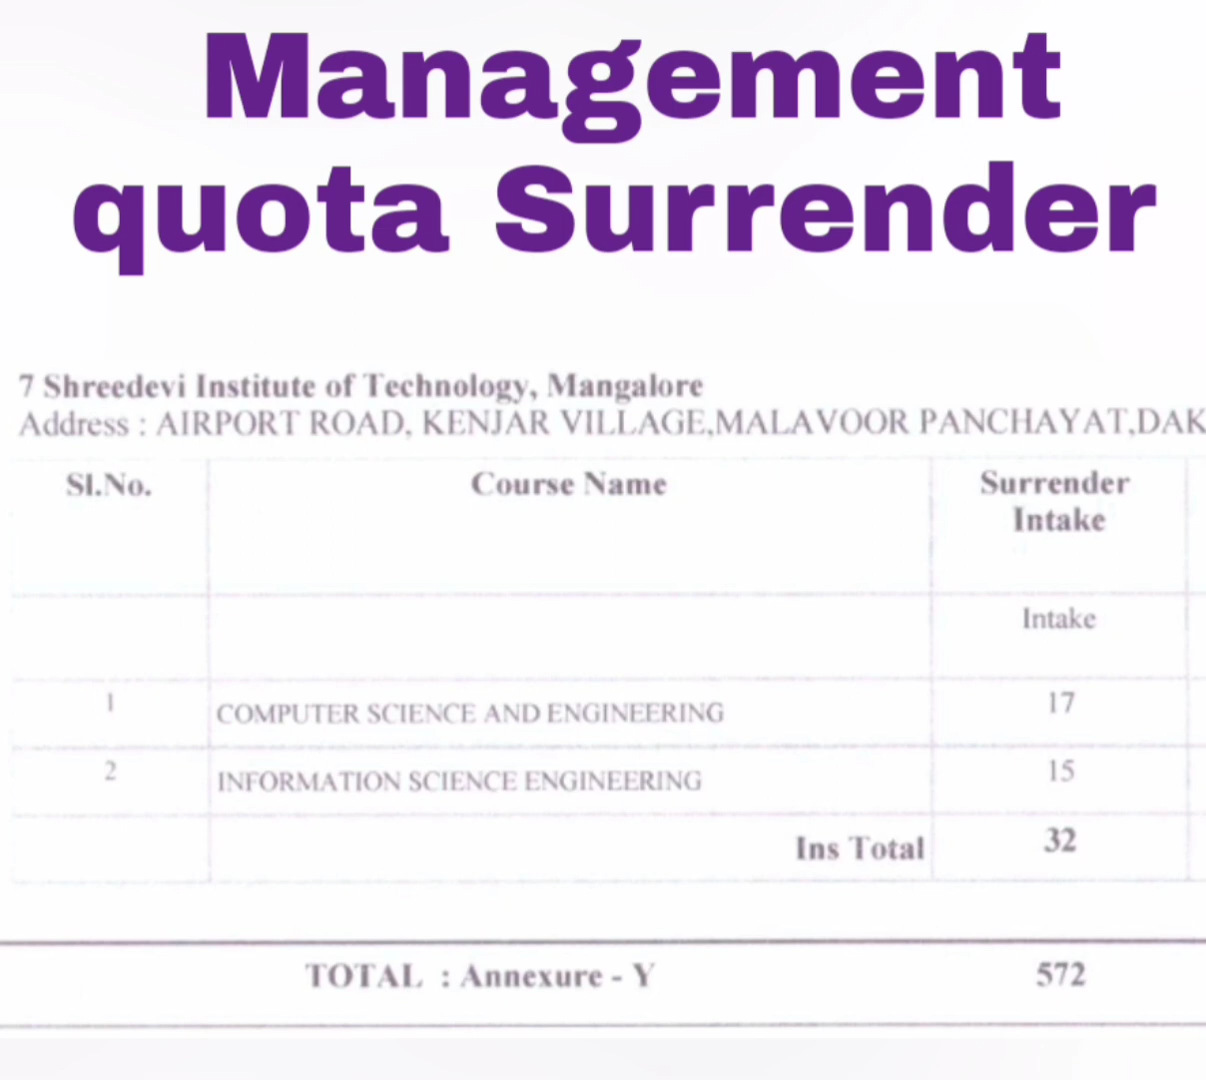 Management
quota Surrender
7 Shreedevi Institute of Technology, Mangalore
Address : AIRPORT ROAD, KENJAR VILLAGE,MALAVOOR PANCHAYAT,DAK
Sl.No. Course Name Surrender
Intake
Intake
1 COMPUTER SCIENCE AND ENGINEERING 17
2 INFORMATION SCIENCE ENGINEERING 15
Ins Total 32
TOTAL : Annexure - Y 572